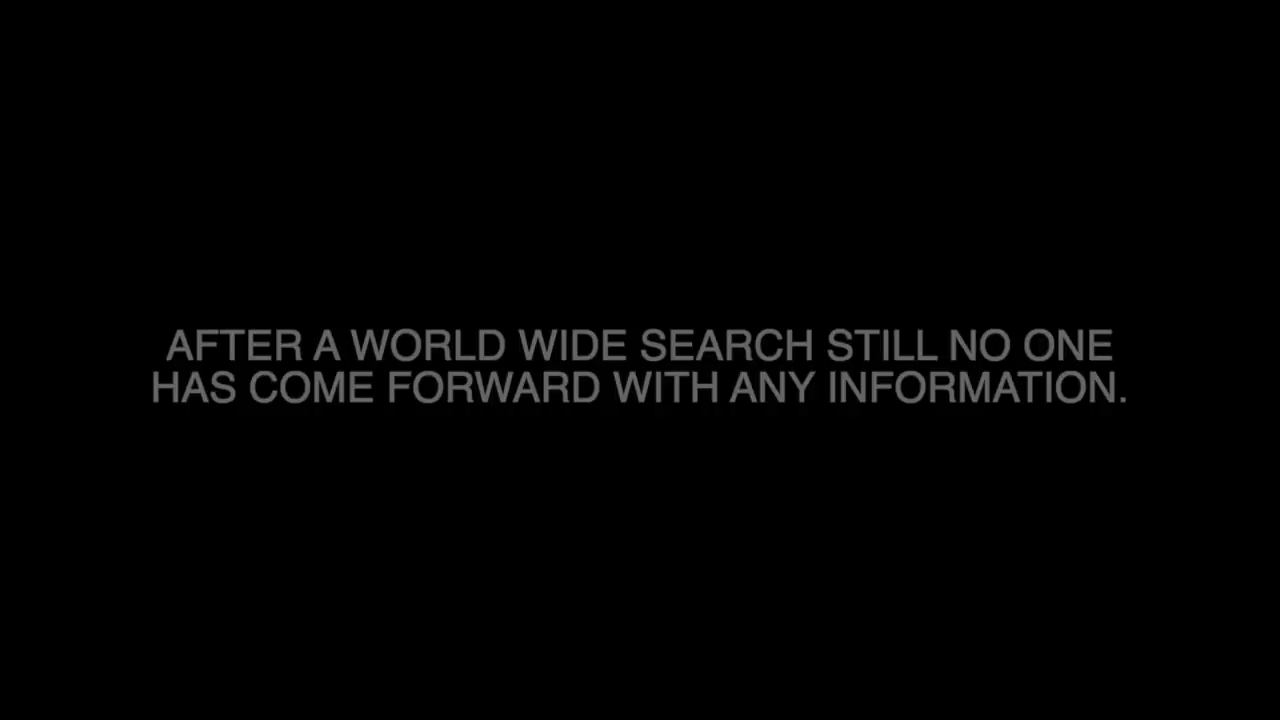 AFTER A WORLD WIDE SEARCH STILL NO ONE
HAS COME FORWARD WITH ANY INFORMATION.